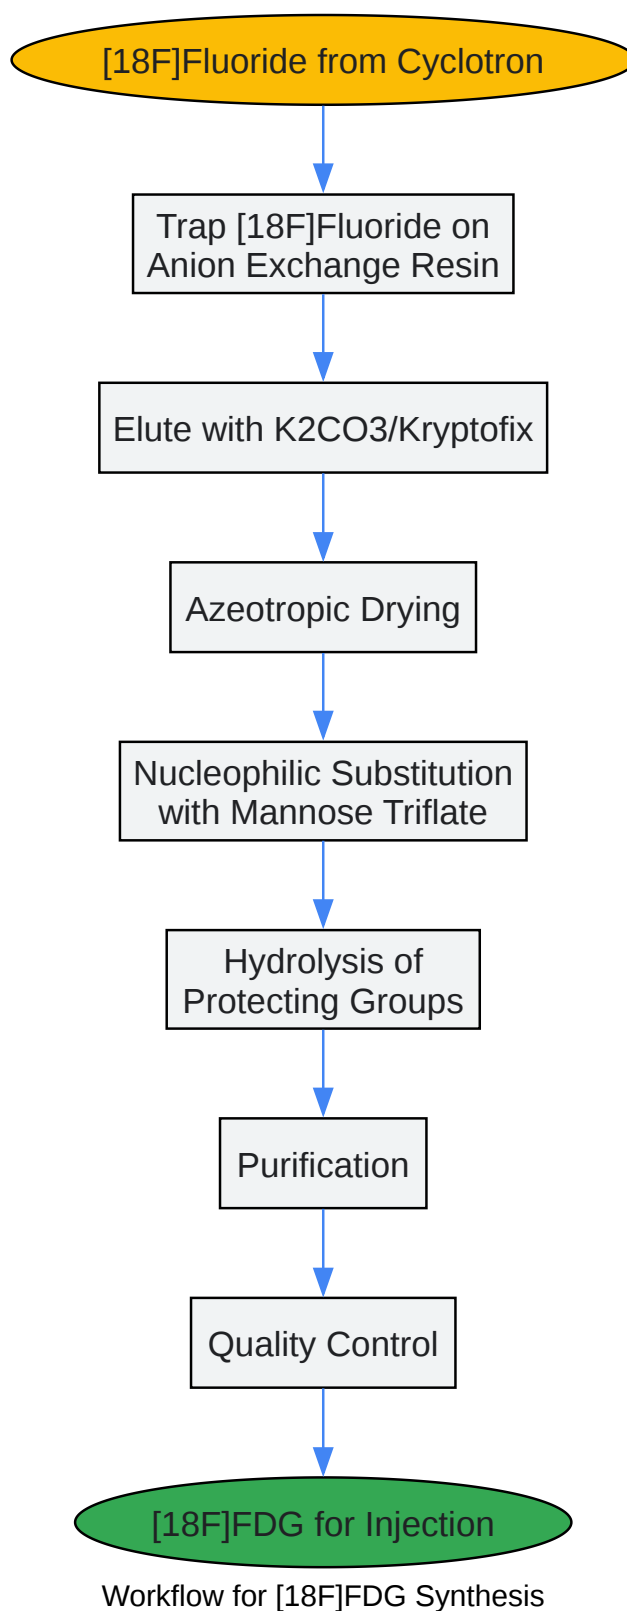 [18F]Fluoride from Cyclotron
Trap [18F]Fluoride on
Anion Exchange Resin
Elute with K2CO3/Kryptofix
Azeotropic Drying
Nucleophilic Substitution
with Mannose Triflate
Hydrolysis of
Protecting Groups
Purification
Quality Control
[18F]FDG for Injection
Workflow for [18F]FDG Synthesis